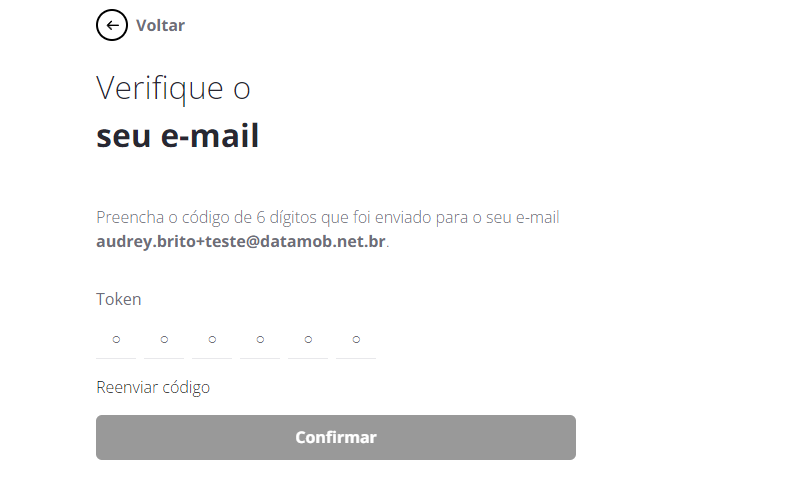 Voltar
Verifique o
seu e-mail
Preencha o código de 6 dígitos que foi enviado para o seu e-mail
audrey.brito+teste@datamob.net.br.
Token
Reenviar código
Confirmar